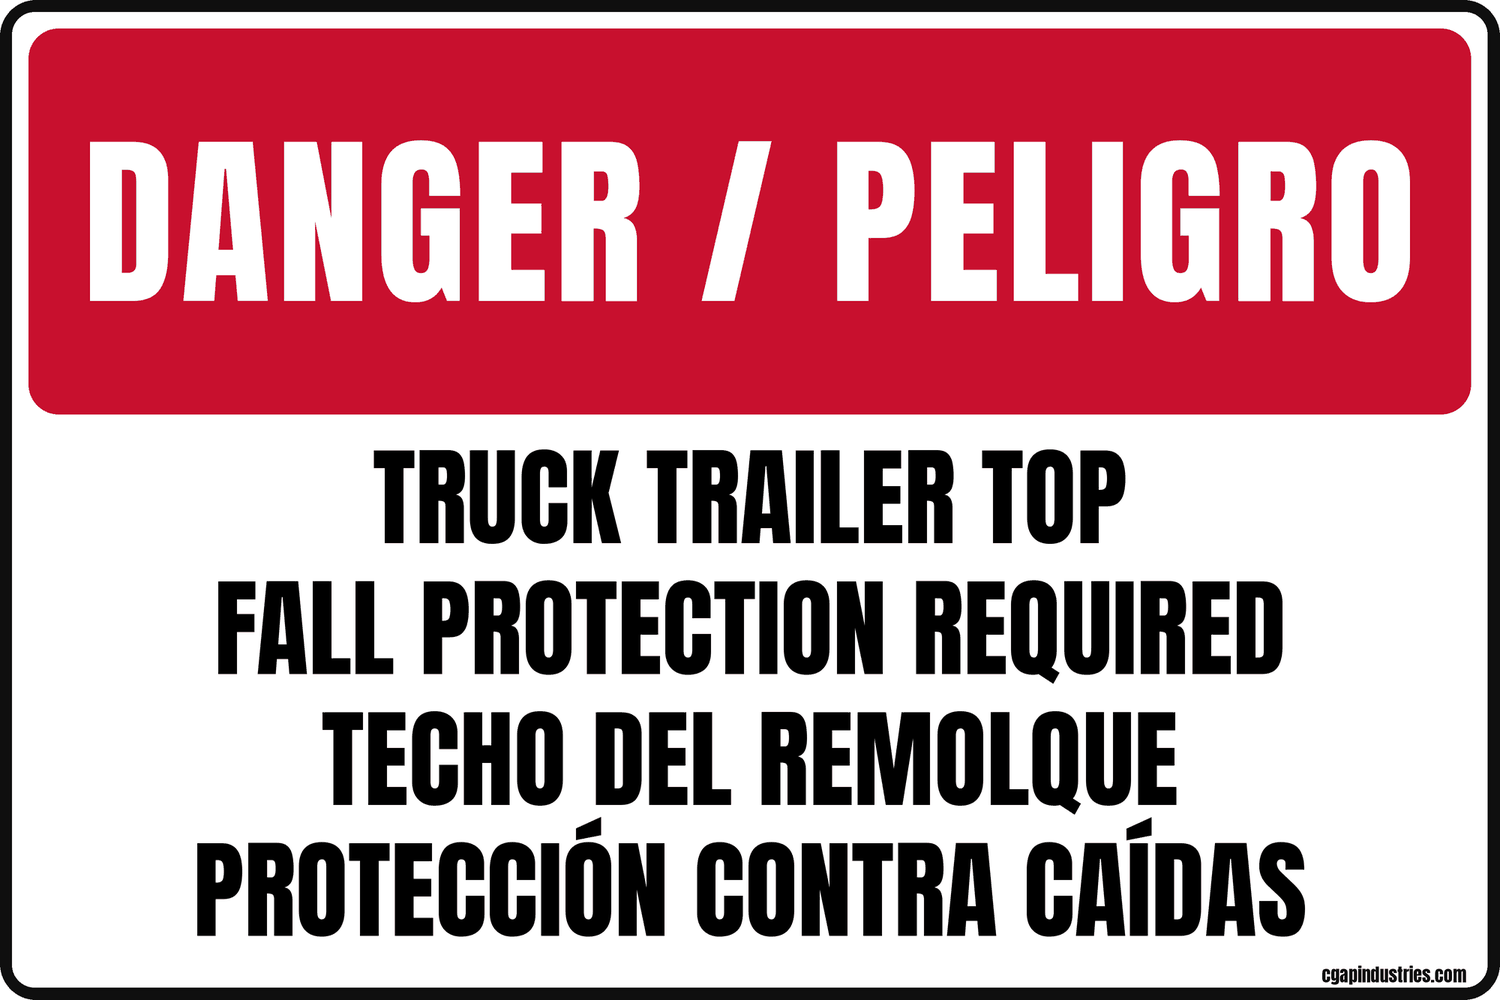 DANGER / PELIGRO
TRUCK TRAILER TOP
FALL PROTECTION REQUIRED
TECHO DEL REMOLQUE
PROTECCIÓN CONTRA CAÍDAS
cgapindustries.com